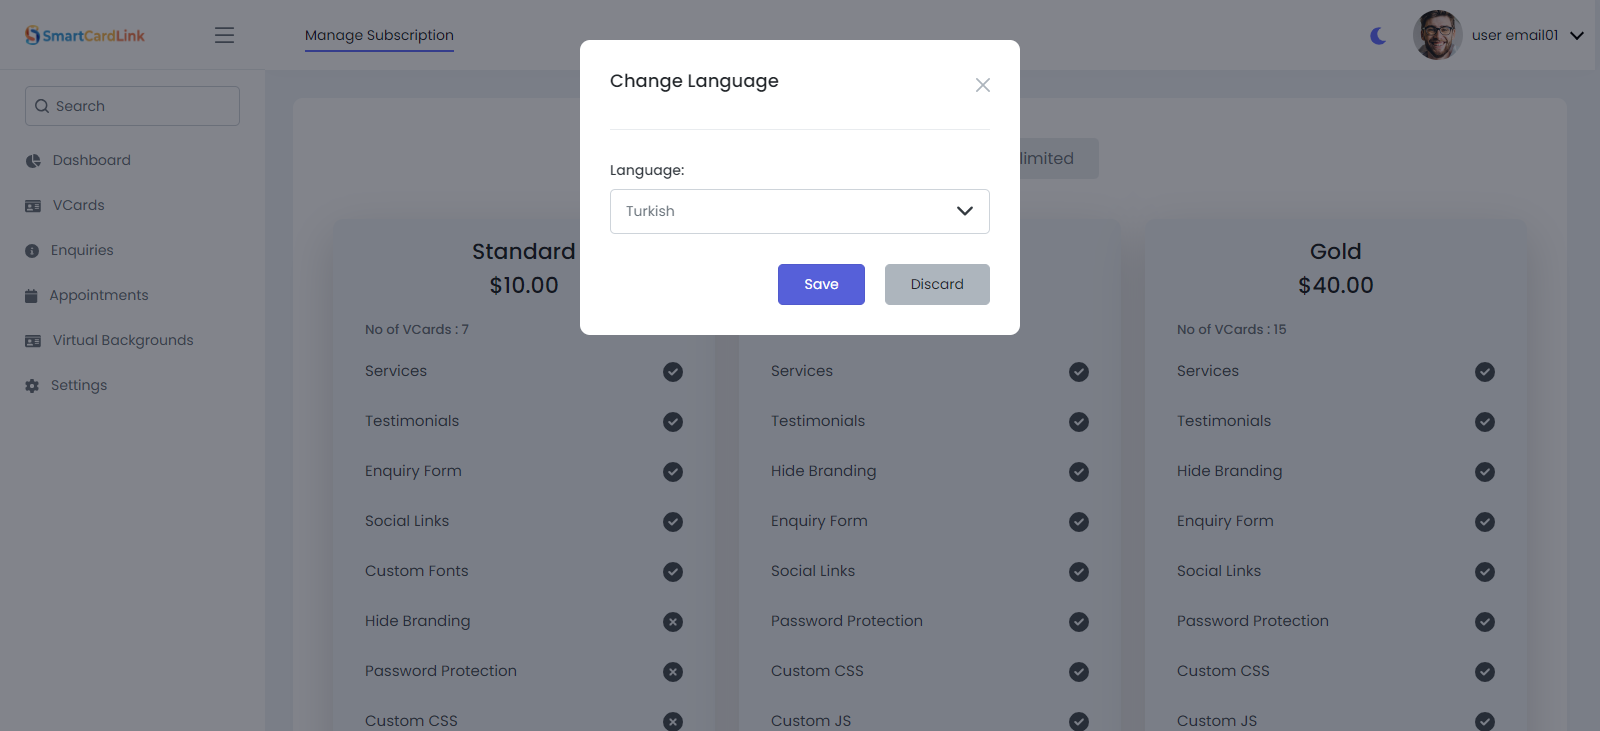 SmartCardLink
Manage Subscription
user email01
Search
Dashboard
VCards
Enquiries
Appointments
Virtual Backgrounds
Settings
Change Language
Language:
Turkish
Save
Discard
Standard
$10.00
No of VCards : 7
Services
Testimonials
Enquiry Form
Social Links
Custom Fonts
Hide Branding
Password Protection
Custom CSS
Services
Testimonials
Hide Branding
Enquiry Form
Social Links
Password Protection
Custom CSS
Custom JS
Gold
$40.00
No of VCards : 15
Services
Testimonials
Hide Branding
Enquiry Form
Social Links
Password Protection
Custom CSS
Custom JS